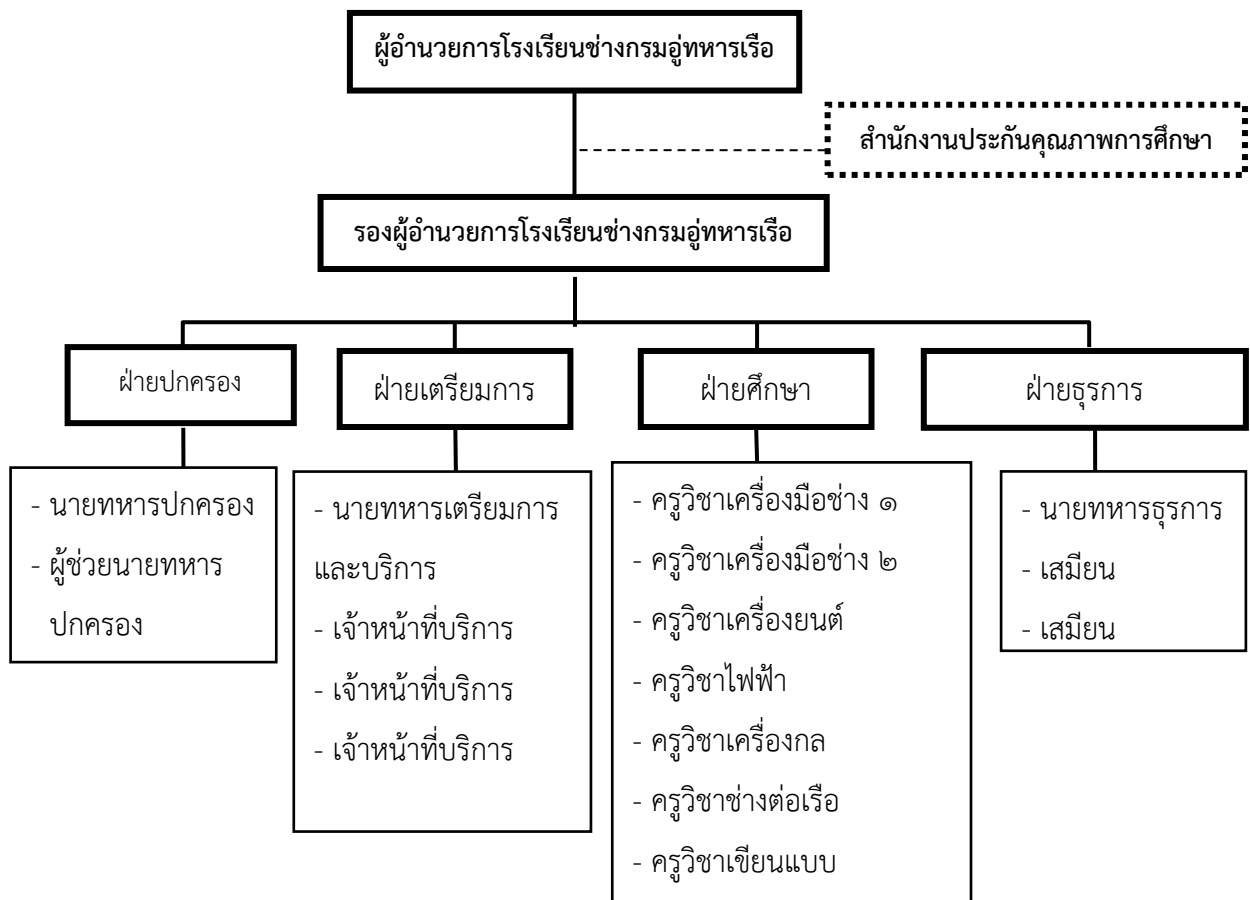 ผู้อำนวยการโรงเรียนช่างกรมอู่ทหารเรือ
สำนักงานประกันคุณภาพการศึกษา
รองผู้อำนวยการโรงเรียนช่างกรมอู่ทหารเรือ
ฝ่ายปกครอง
ฝ่ายเตรียมการ
ฝ่ายศึกษา
ฝ่ายธุรการ
- นายทหารปกครอง
- ผู้ช่วยนายทหาร
ปกครอง
- นายทหารเตรียมการ
และบริการ
- เจ้าหน้าที่บริการ
- เจ้าหน้าที่บริการ
- เจ้าหน้าที่บริการ
- ครูวิชาเครื่องมือช่าง ๑
- ครูวิชาเครื่องมือช่าง ๒
- ครูวิชาเครื่องยนต์
- ครูวิชาไฟฟ้า
- ครูวิชาเครื่องกล
- ครูวิชาช่างต่อเรือ
- ครูวิชาเขียนแบบ
- นายทหารธุรการ
- เสมียน
- เสมียน